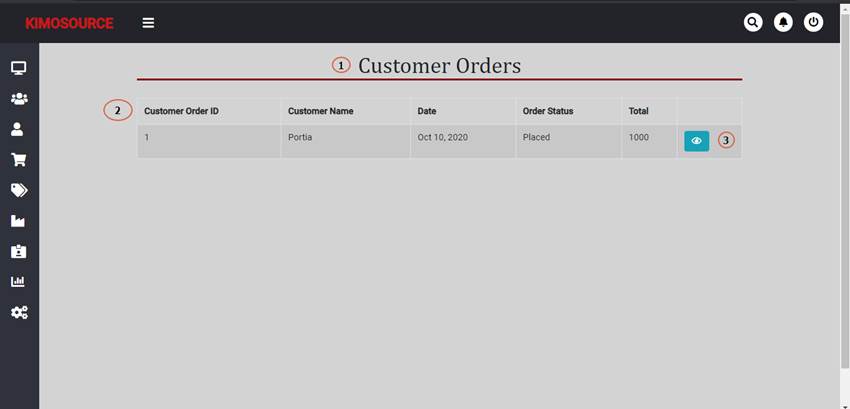 KIMOSOURCE
1 Customer Orders
2 Customer Order ID Customer Name Date Order Status Total
1 Portia Oct 10, 2020 Placed 1000 3